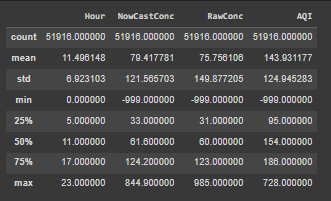 Hour NowCastConc RawConc AQI
count 51916.000000 51916.000000 51916.000000 51916.000000
mean 11.496148 79.417781 75.756106 143.931177
std 6.923103 121.565703 149.877205 124.945283
min 0.000000 -999.000000 -999.000000 -999.000000
25% 5.000000 33.000000 31.000000 95.000000
50% 11.000000 61.600000 60.000000 154.000000
75% 17.000000 124.200000 123.000000 186.000000
max 23.000000 844.900000 985.000000 728.000000